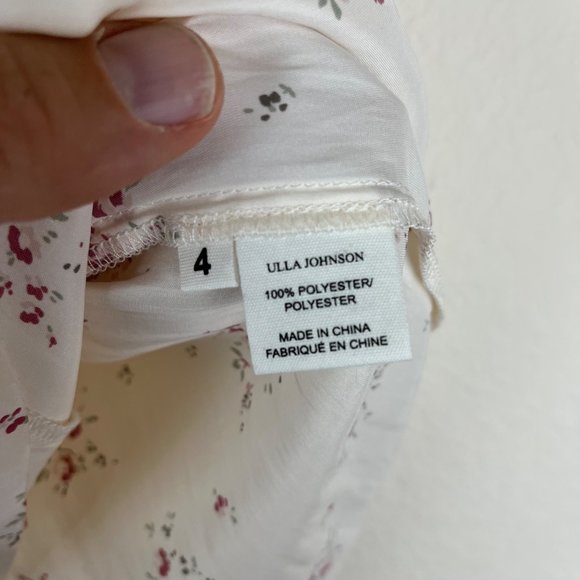 4
ULLA JOHNSON
100% POLYESTER/
POLYESTER
MADE IN CHINA
FABRIQUÉ EN CHINE